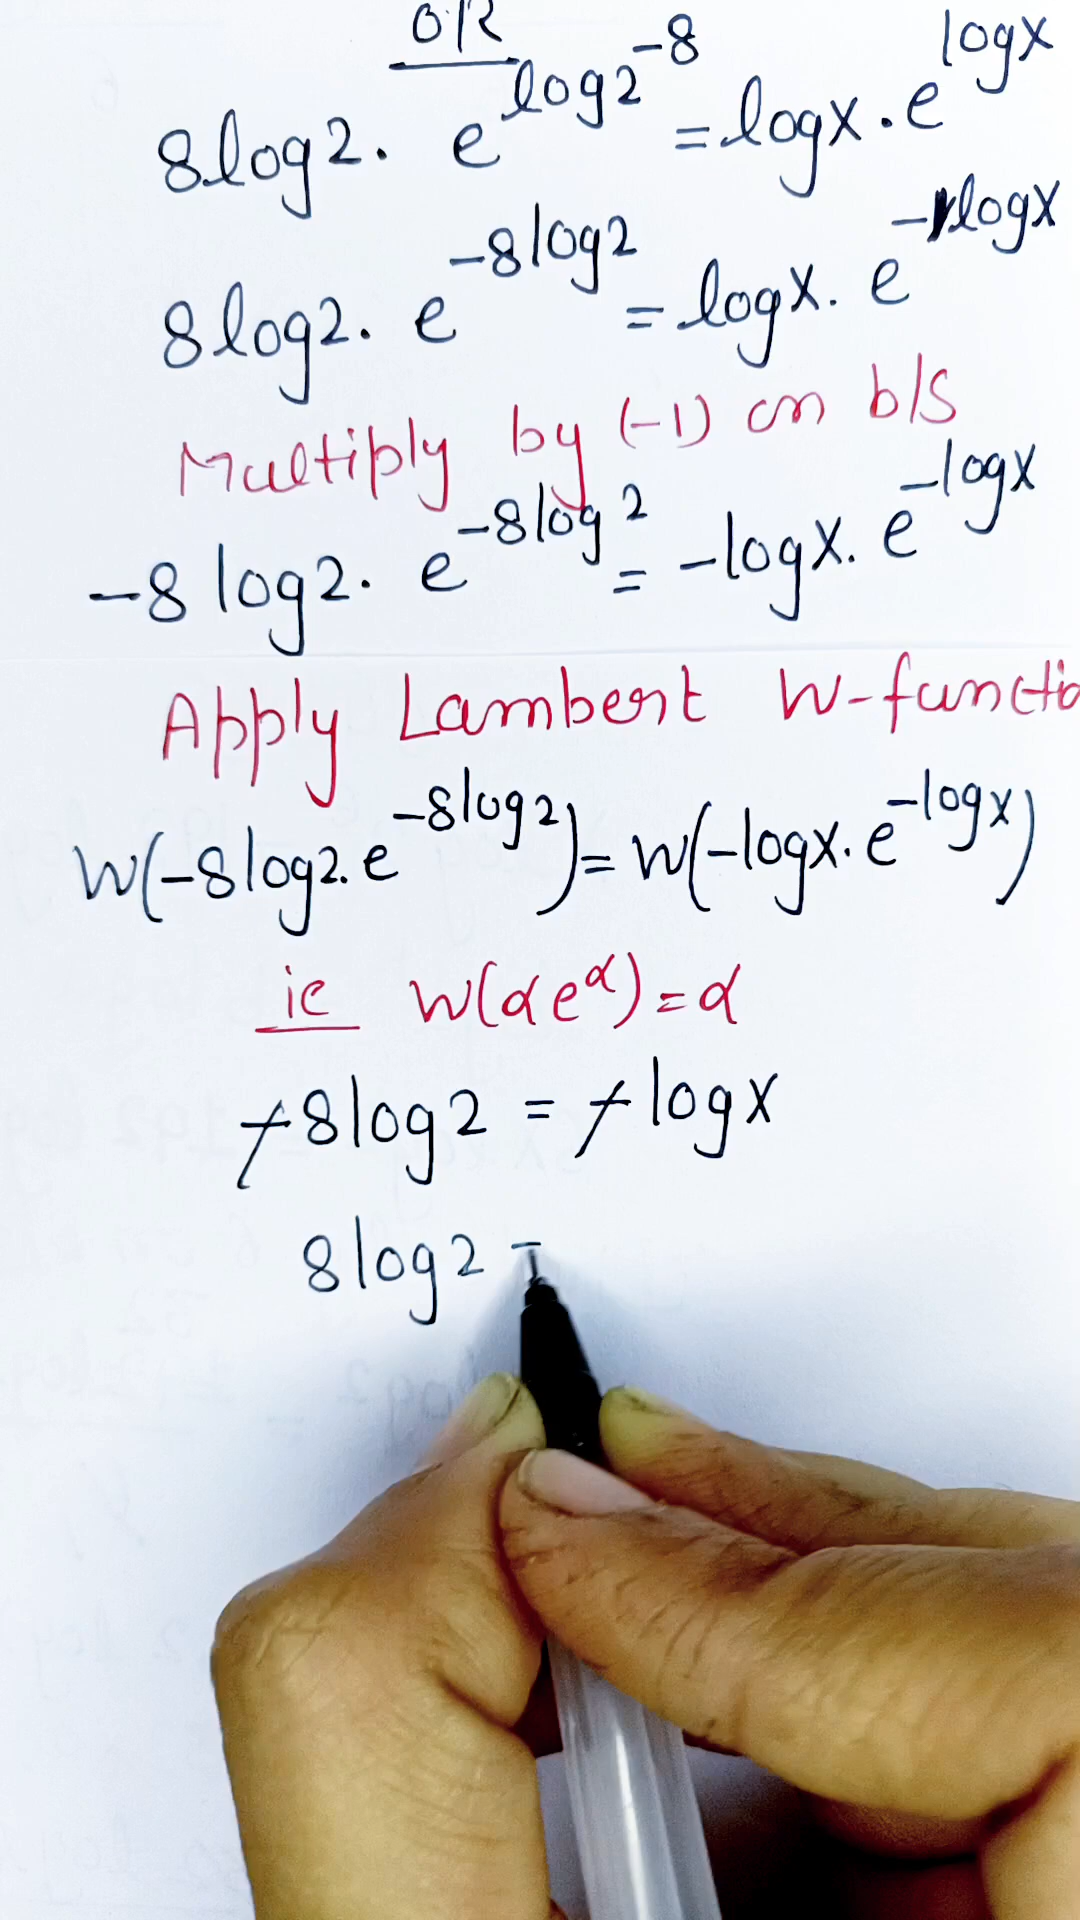 OR
8log2. e^log2^-8 = logx.e^logx
8log2. e^-8log2 = logx. e^-logx
Multiply by (-1) on b/s
-8 log2. e^-8log2 = -logx. e^-logx
Apply Lambert W-functio
W(-8log2.e^-8log2) = W(-logx.e^-logx)
ie W(αe^α) = α
-8log2 = -logx
8log2 =